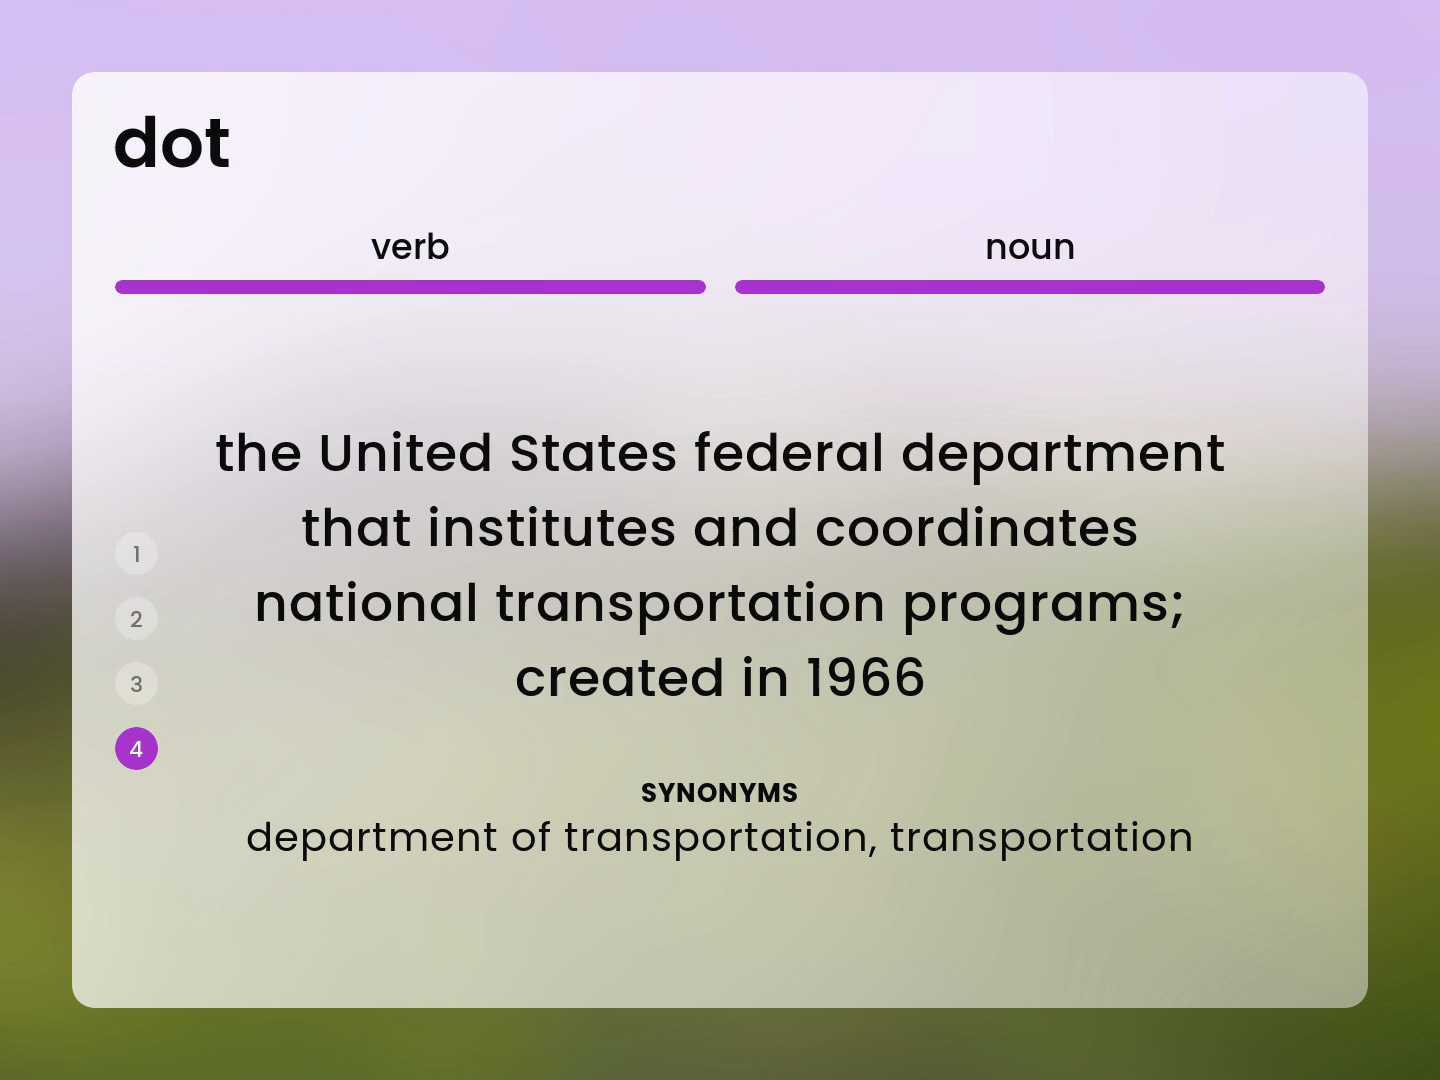 dot
verb
noun
the United States federal department
that institutes and coordinates
national transportation programs;
created in 1966
1
2
3
4
SYNONYMS
department of transportation, transportation